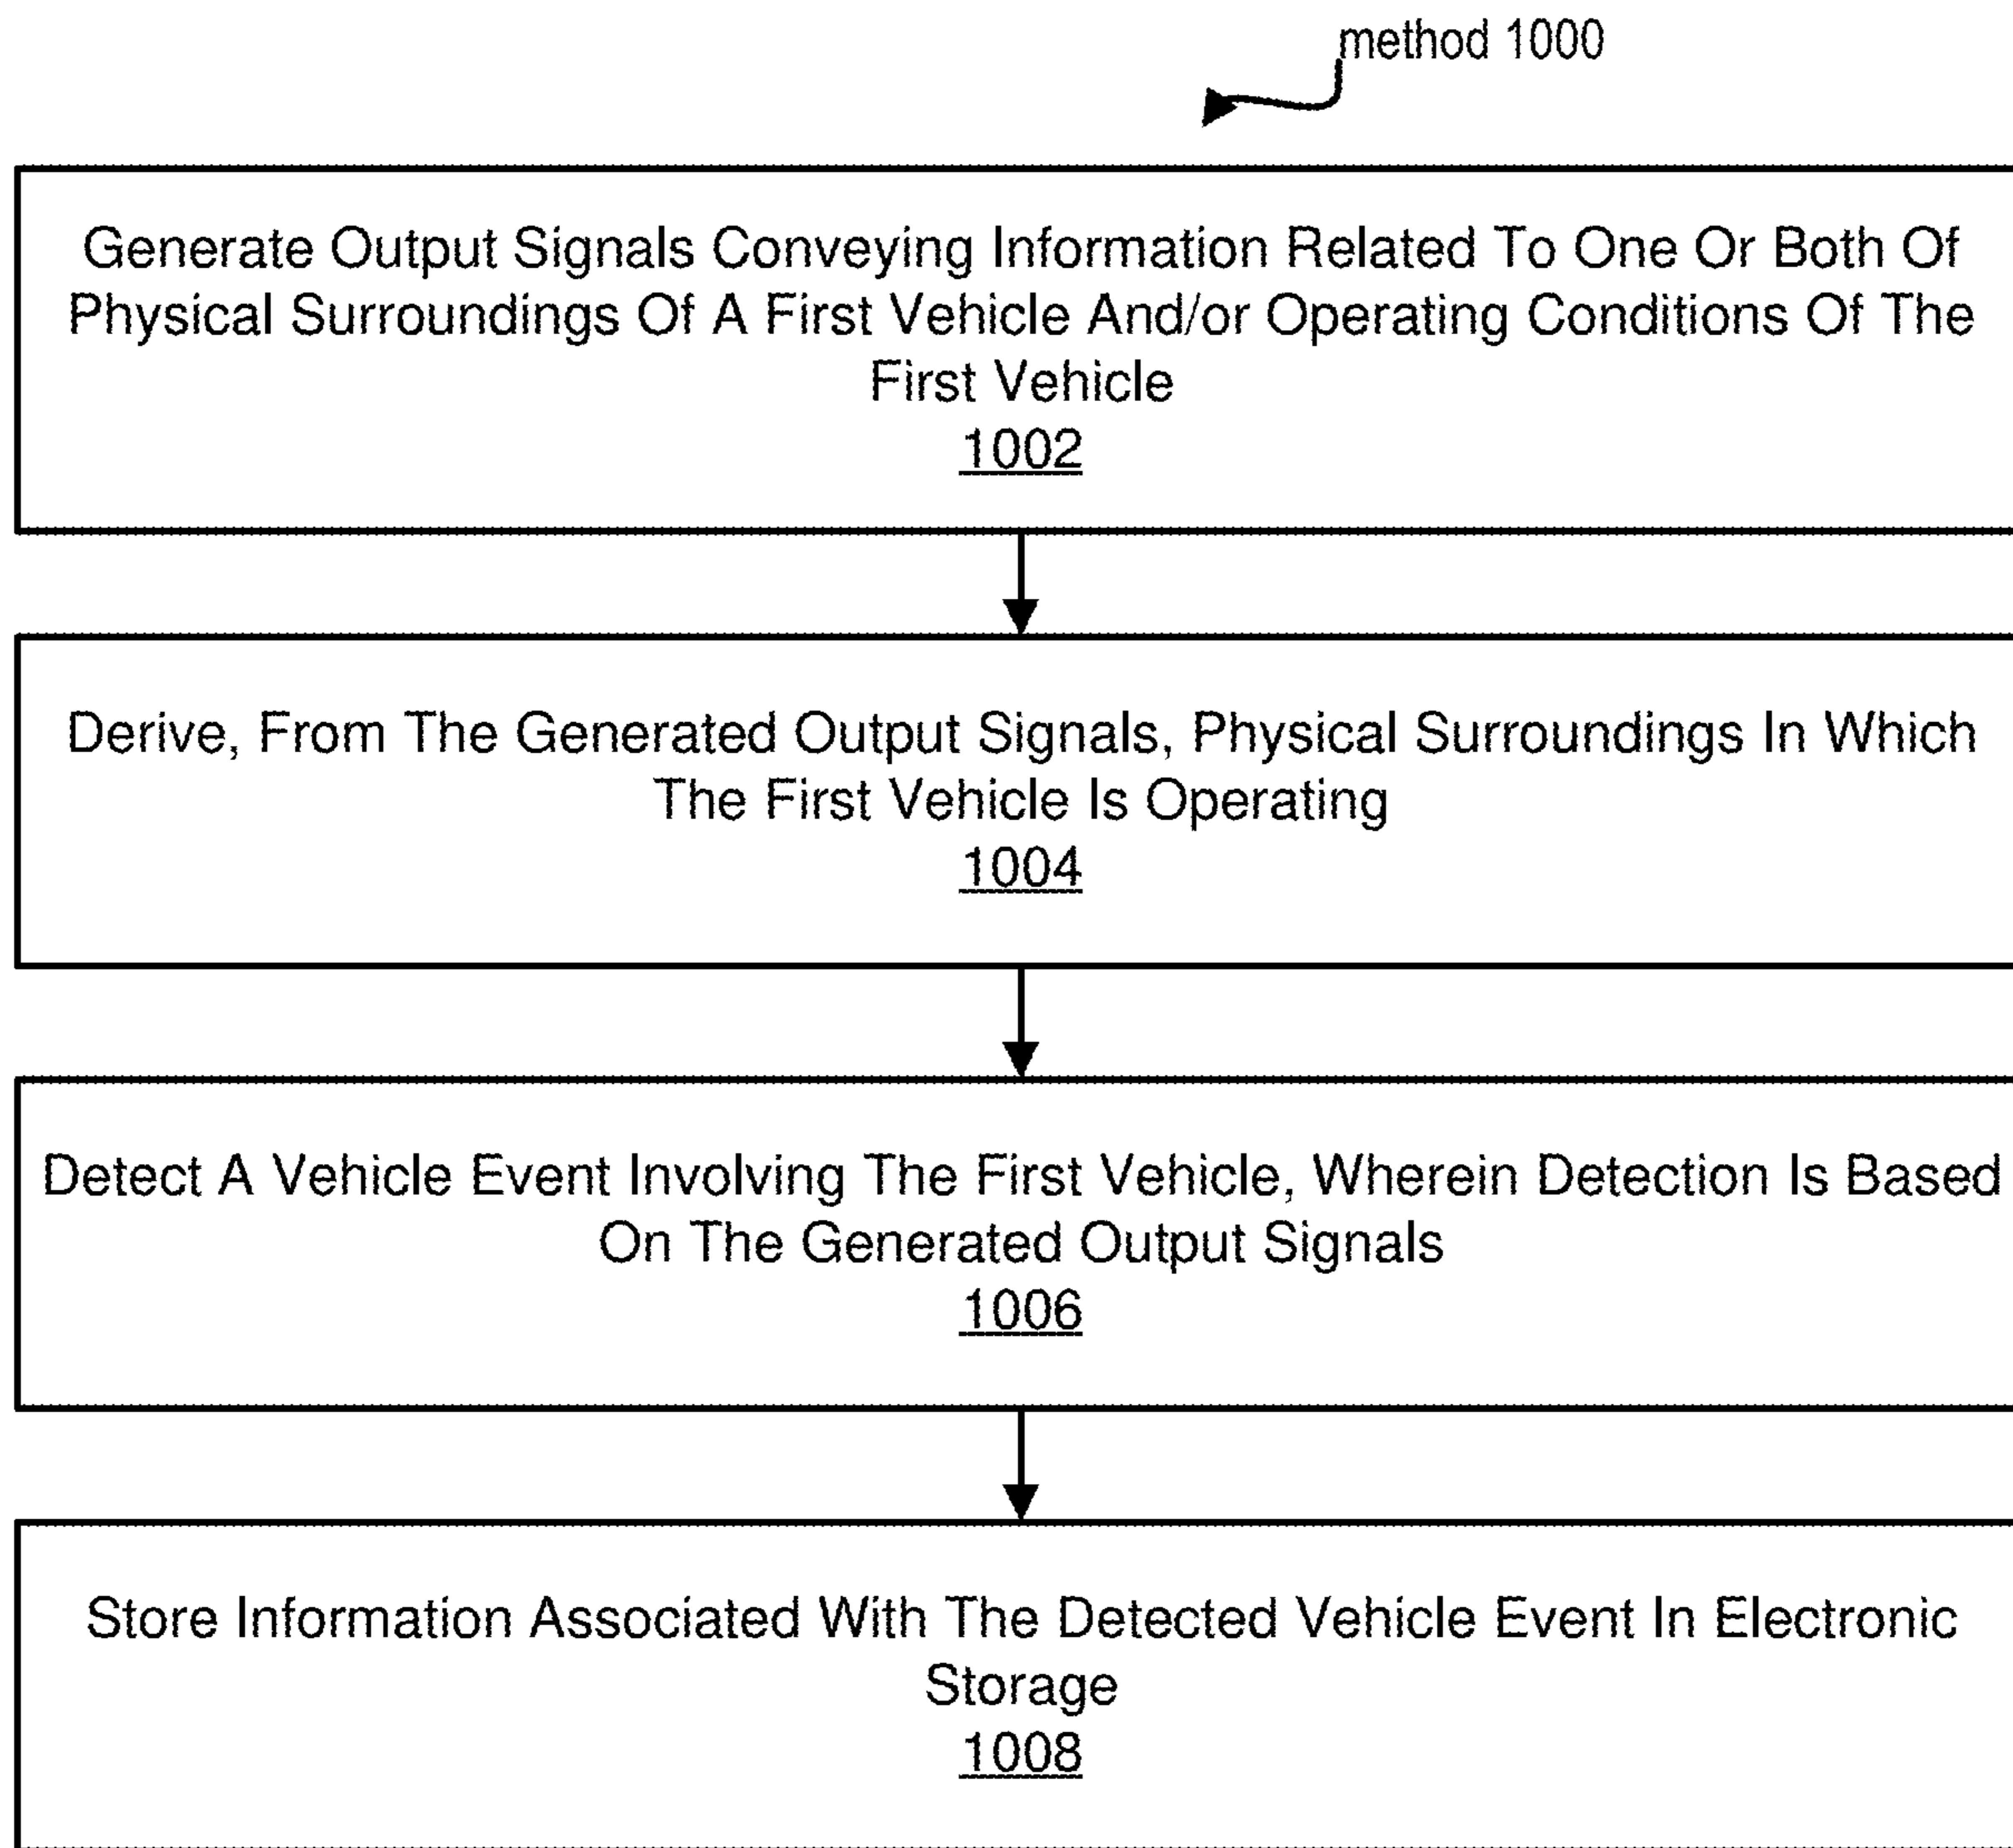 method 1000
Generate Output Signals Conveying Information Related To One Or Both Of
Physical Surroundings Of A First Vehicle And/or Operating Conditions Of The
First Vehicle
1002
Derive, From The Generated Output Signals, Physical Surroundings In Which
The First Vehicle Is Operating
1004
Detect A Vehicle Event Involving The First Vehicle, Wherein Detection Is Based
On The Generated Output Signals
1006
Store Information Associated With The Detected Vehicle Event In Electronic
Storage
1008